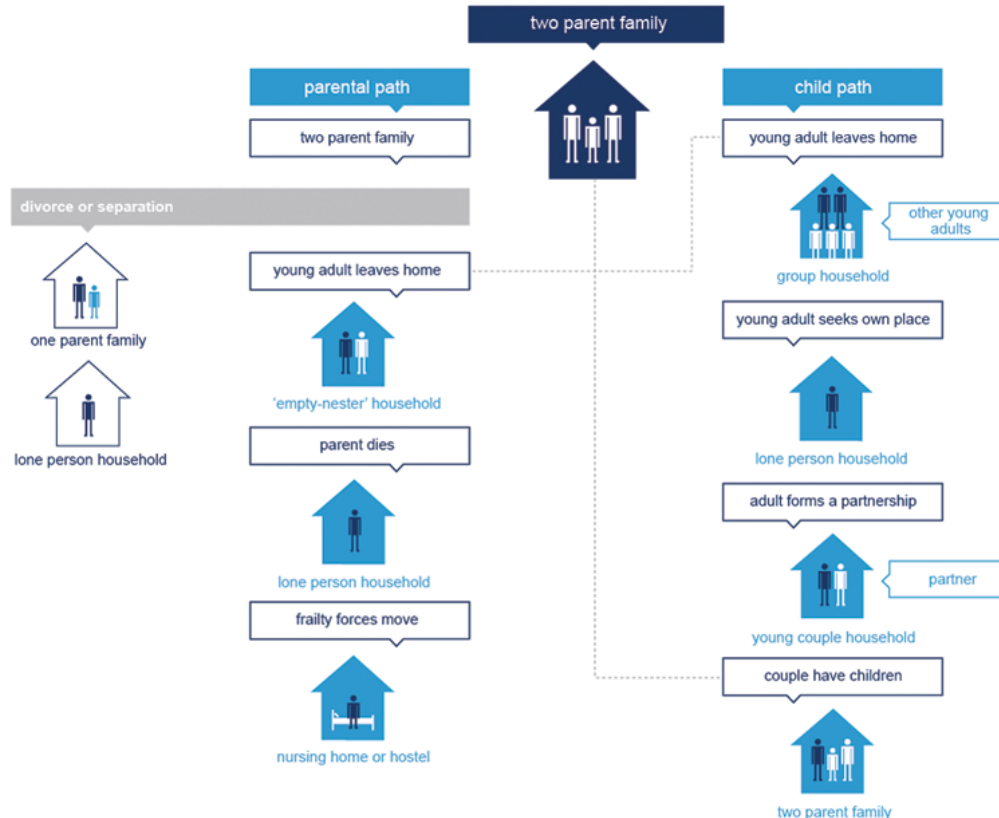 two parent family
parental path
two parent family
divorce or separation
one parent family
lone person household
young adult leaves home
'empty-nester' household
parent dies
lone person household
frailty forces move
nursing home or hostel
child path
young adult leaves home
other young
adults
group household
young adult seeks own place
lone person household
adult forms a partnership
partner
young couple household
couple have children
two parent family